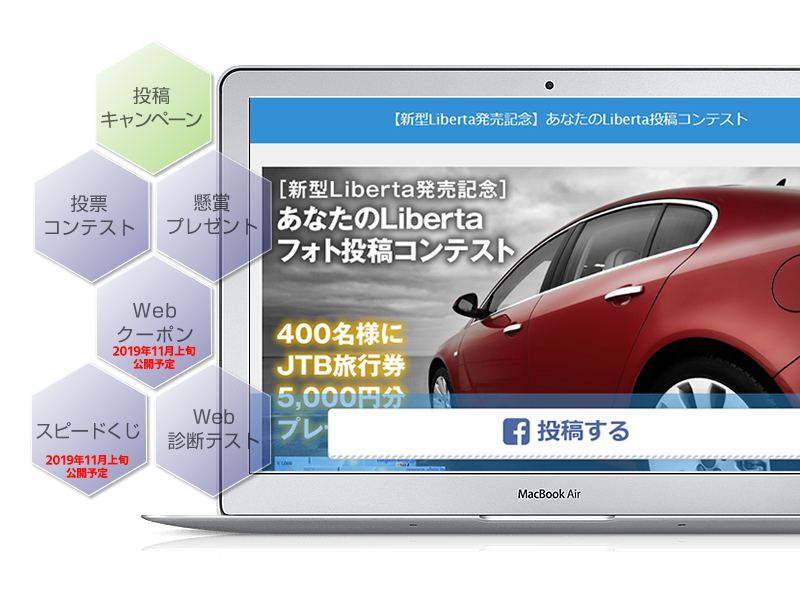 投稿
キャンペーン
投票
コンテスト
懸賞
プレゼント
Web
クーポン
2019年11月上旬
公開予定
スピードくじ
2019年11月上旬
公開予定
Web
診断テスト
【新型Liberta発売記念】あなたのLiberta投稿コンテスト
［新型Liberta発売記念］
あなたのLiberta
フォト投稿コンテスト
400名様に
JTB旅行券
5,000円分
プレ
投稿する
MacBook Air